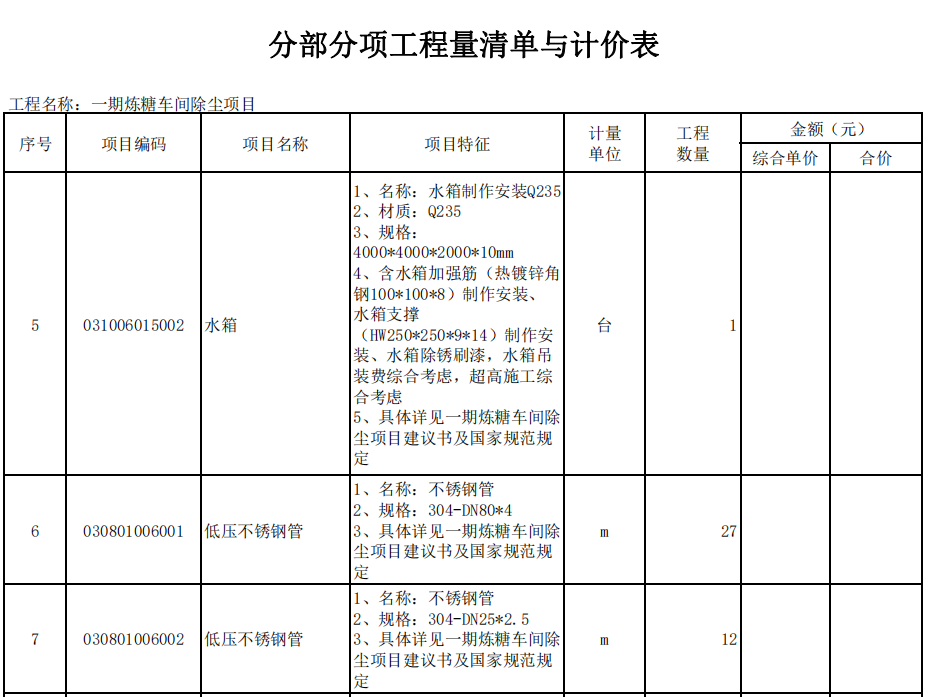 分部分项工程量清单与计价表
工程名称：一期炼糖车间除尘项目
序号 项目编码 项目名称 项目特征 计量单位 工程数量 金额（元）
综合单价 合价
1、名称：水箱制作安装Q235
2、材质：Q235
3、规格：
4000*4000*2000*10mm
4、含水箱加强筋（热镀锌角
钢100*100*8）制作安装、
水箱支撑
5 031006015002 水箱 台 1
（HW250*250*9*14）制作安
装、水箱除锈刷漆，水箱吊
装费综合考虑，超高施工综
合考虑
5、具体详见一期炼糖车间除
尘项目建议书及国家规范规
定
1、名称：不锈钢管
2、规格：304-DN80*4
6 030801006001 低压不锈钢管 m 27
3、具体详见一期炼糖车间除
尘项目建议书及国家规范规
定
1、名称：不锈钢管
2、规格：304-DN25*2.5
7 030801006002 低压不锈钢管 m 12
3、具体详见一期炼糖车间除
尘项目建议书及国家规范规
定